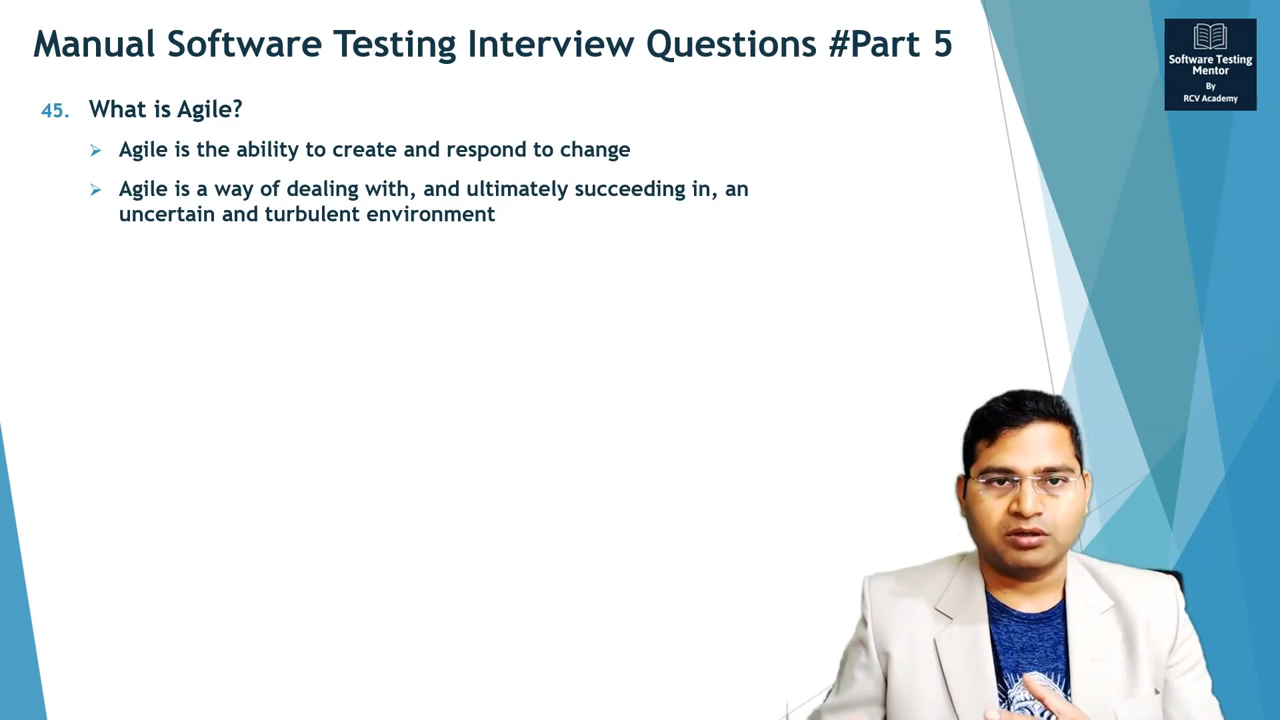 Manual Software Testing Interview Questions #Part 5
Software Testing
Mentor
By
RCV Academy
45. What is Agile?
Agile is the ability to create and respond to change
Agile is a way of dealing with, and ultimately succeeding in, an
uncertain and turbulent environment